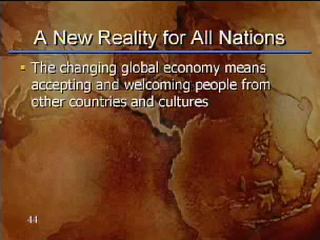 A New Reality for All Nations
The changing global economy means
accepting and welcoming people from
other countries and cultures
44